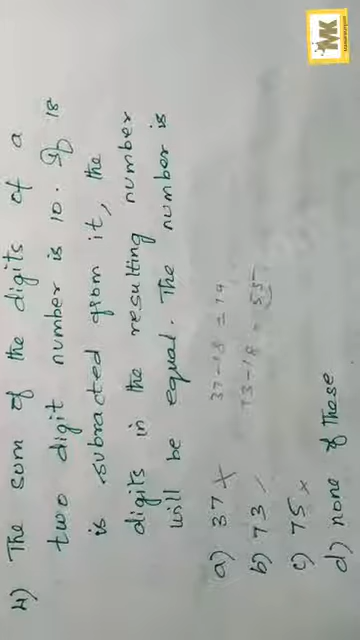 4) The sum of the digits of a
two digit number is 10. If 18
is subracted from it, the
digits in the resulting number
will be equal. The number is
a) 37 × 37-18 = 19
b) 73 ✓ 73-18 = 55
c) 75 ×
d) none of these
MK